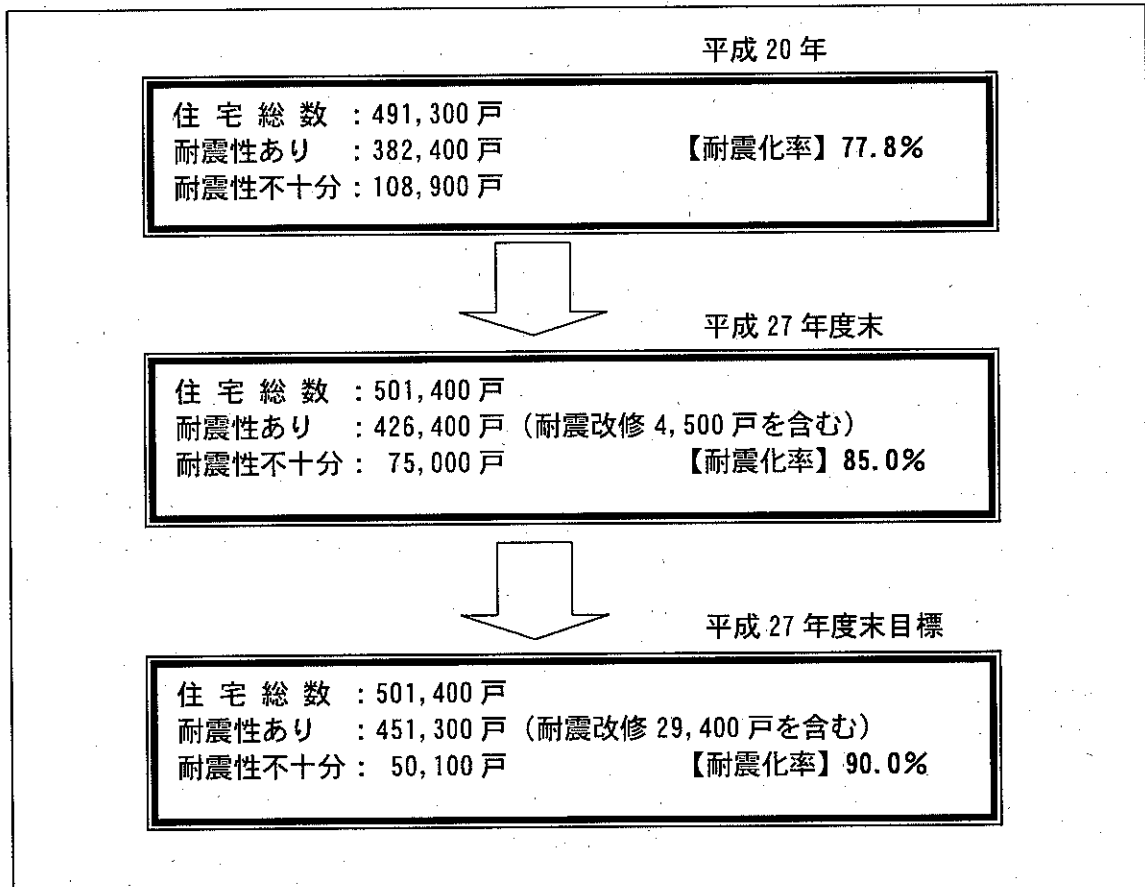 平成 20 年
住 宅 総 数 : 491,300 戸
耐震性あり : 382,400 戸 【耐震化率】77.8%
耐震性不十分 : 108,900 戸
平成 27 年度末
住 宅 総 数 : 501,400 戸
耐震性あり : 426,400 戸 (耐震改修 4,500 戸を含む)
耐震性不十分 : 75,000 戸 【耐震化率】85.0%
平成 27 年度末目標
住 宅 総 数 : 501,400 戸
耐震性あり : 451,300 戸 (耐震改修 29,400 戸を含む)
耐震性不十分 : 50,100 戸 【耐震化率】90.0%